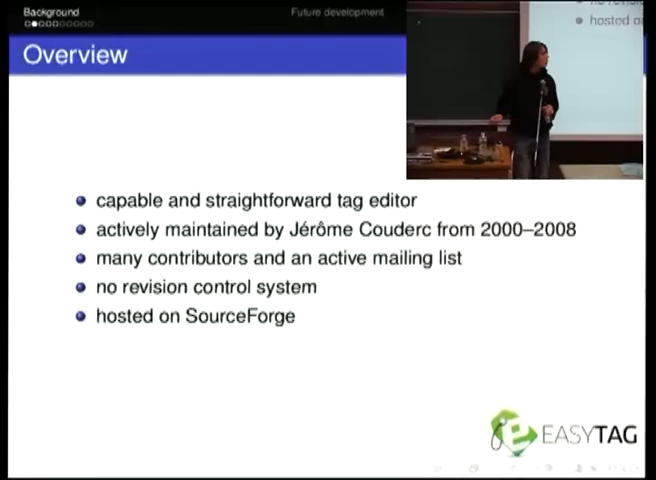 Background
Future development
Overview
hosted o
capable and straightforward tag editor
actively maintained by Jérôme Couderc from 2000–2008
many contributors and an active mailing list
no revision control system
hosted on SourceForge
EASYTAG